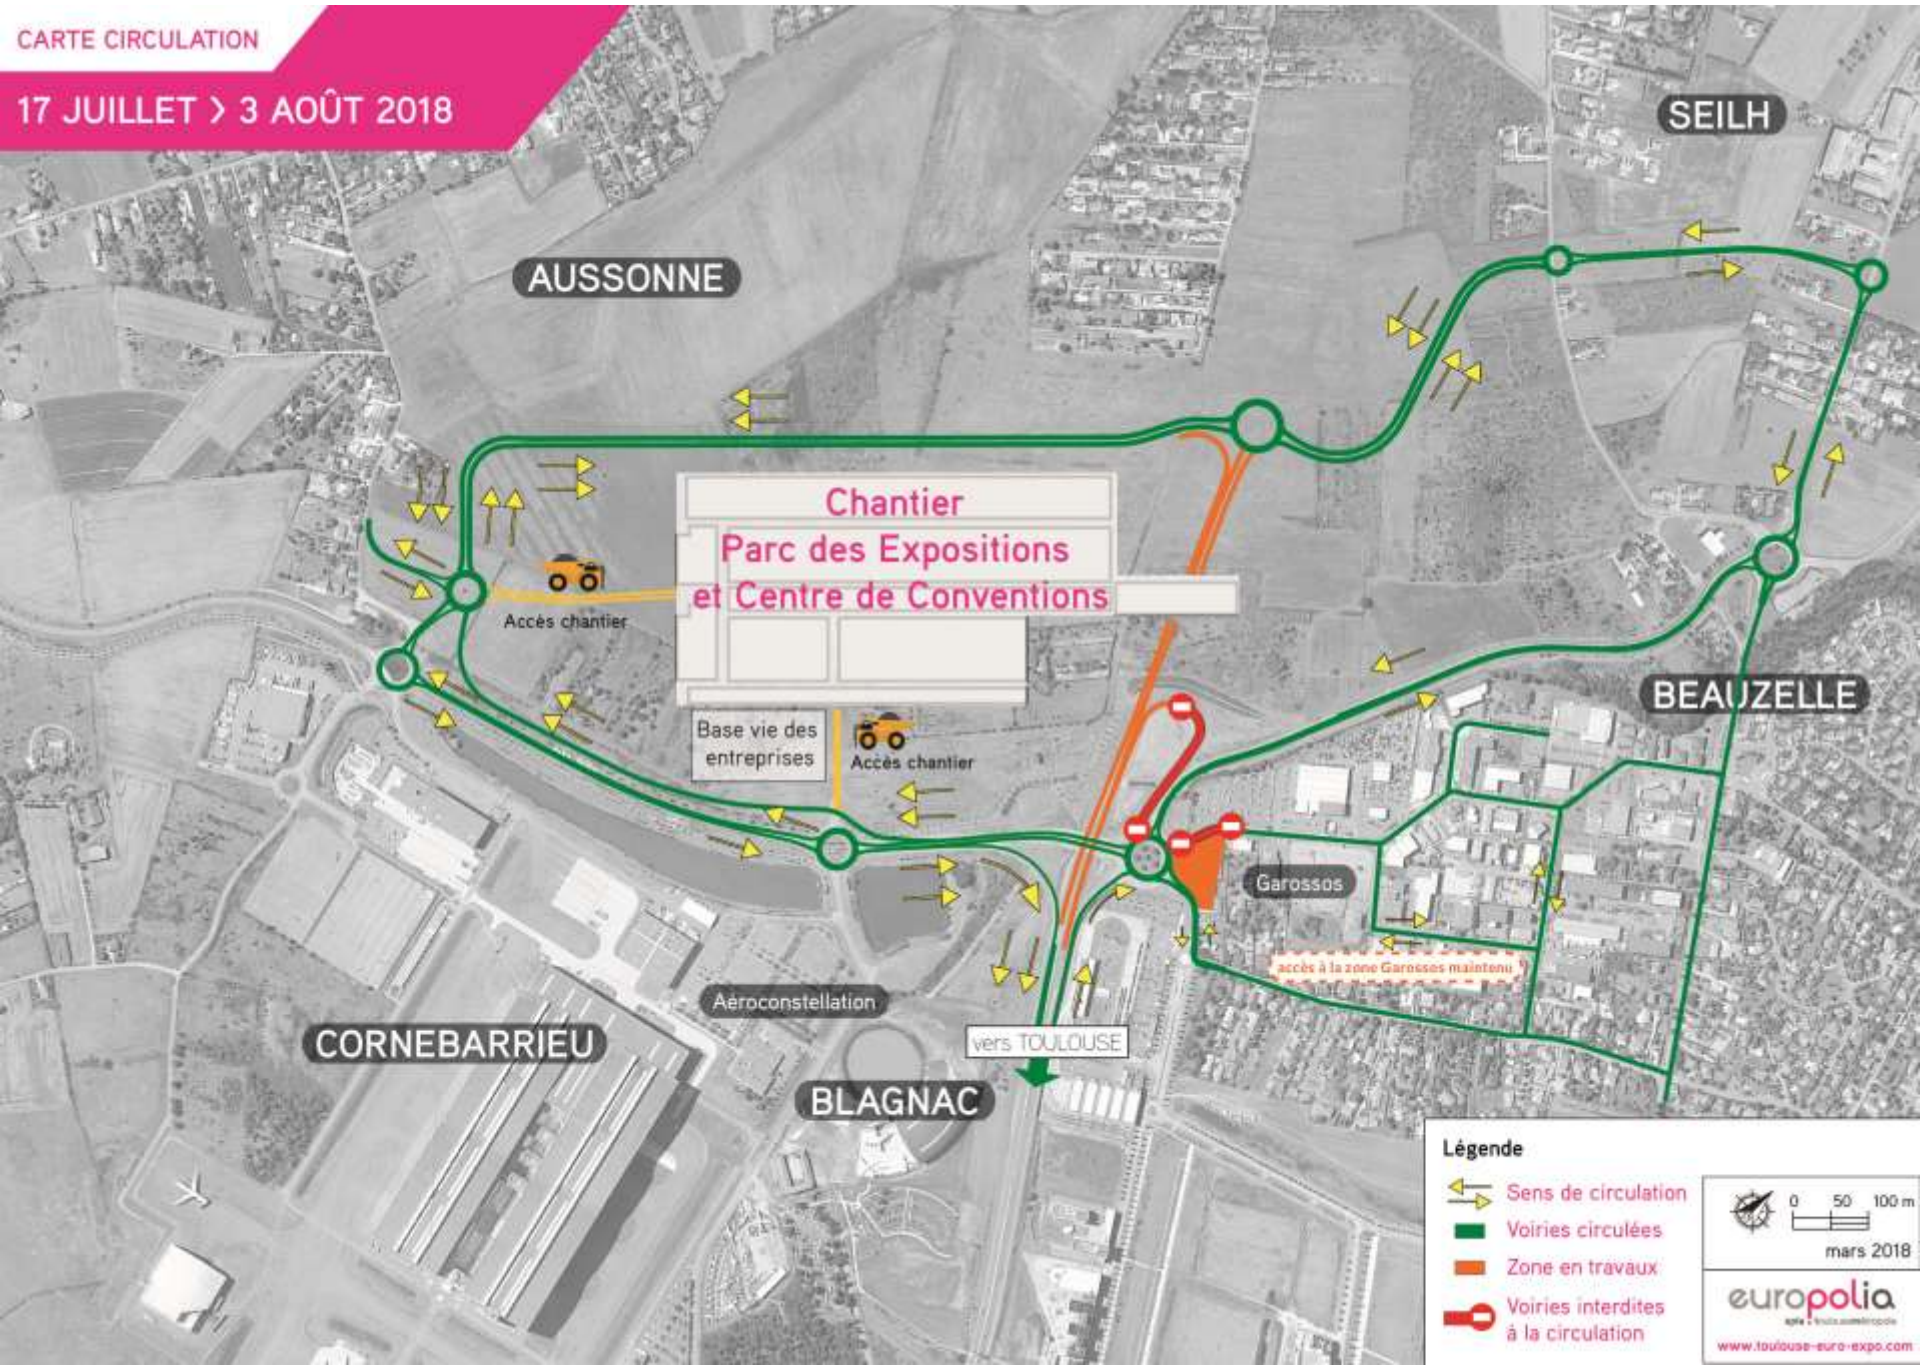 CARTE CIRCULATION
17 JUILLET > 3 AOÛT 2018
SEILH
AUSSONNE
Chantier
Parc des Expositions
et Centre de Conventions
Accès chantier
BEAUZELLE
Base vie des
entreprises
Accès chantier
Garossos
accès à la zone Garossos maintenu
Aéroconstellation
CORNEBARRIEU
vers TOULOUSE
BLAGNAC
Légende
Sens de circulation
Voiries circulées
Zone en travaux
Voiries interdites
à la circulation
0 50 100 m
mars 2018
europolia
www.toulouse-euro-expo.com